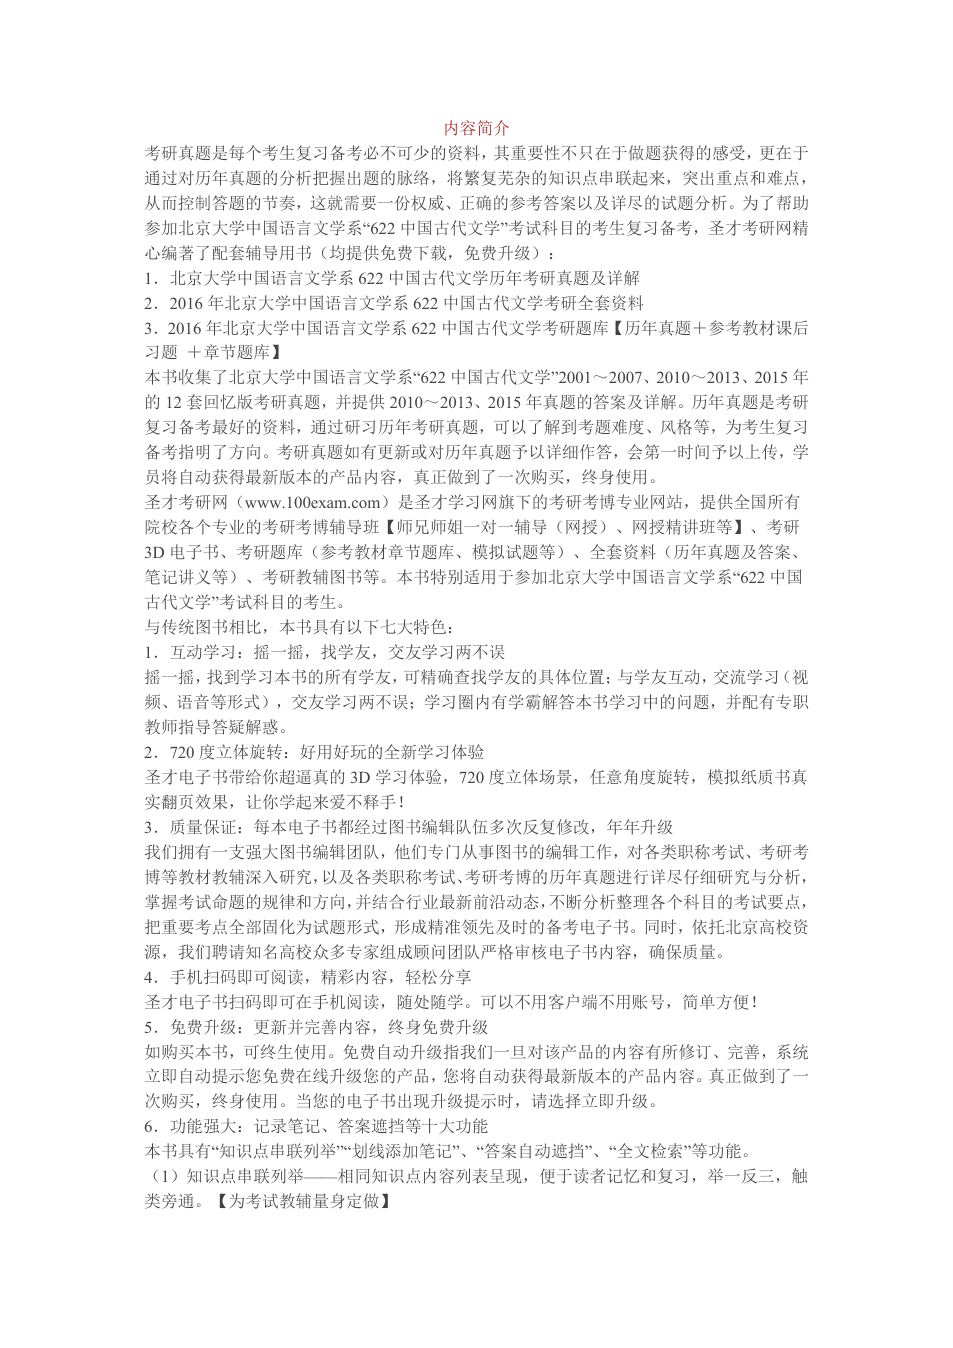 内容简介
考研真题是每个考生复习备考必不可少的资料，其重要性不只在于做题获得的感受，更在于
通过对历年真题的分析把握出题的脉络，将繁复芜杂的知识点串联起来，突出重点和难点，
从而控制答题的节奏，这就需要一份权威、正确的参考答案以及详尽的试题分析。为了帮助
参加北京大学中国语言文学系“622 中国古代文学”考试科目的考生复习备考，圣才考研网精
心编著了配套辅导用书（均提供免费下载，免费升级）：
1．北京大学中国语言文学系 622 中国古代文学历年考研真题及详解
2．2016 年北京大学中国语言文学系 622 中国古代文学考研全套资料
3．2016 年北京大学中国语言文学系 622 中国古代文学考研题库【历年真题＋参考教材课后
习题 ＋章节题库】
本书收集了北京大学中国语言文学系“622 中国古代文学”2001～2007、2010～2013、2015 年
的 12 套回忆版考研真题，并提供 2010～2013、2015 年真题的答案及详解。历年真题是考研
复习备考最好的资料，通过研习历年考研真题，可以了解到考题难度、风格等，为考生复习
备考指明了方向。考研真题如有更新或对历年真题予以详细作答，会第一时间予以上传，学
员将自动获得最新版本的产品内容，真正做到了一次购买，终身使用。
圣才考研网（www.100exam.com）是圣才学习网旗下的考研考博专业网站，提供全国所有
院校各个专业的考研考博辅导班【师兄师姐一对一辅导（网授）、网授精讲班等】、考研
3D 电子书、考研题库（参考教材章节题库、模拟试题等）、全套资料（历年真题及答案、
笔记讲义等）、考研教辅图书等。本书特别适用于参加北京大学中国语言文学系“622 中国
古代文学”考试科目的考生。
与传统图书相比，本书具有以下七大特色：
1．互动学习：摇一摇，找学友，交友学习两不误
摇一摇，找到学习本书的所有学友，可精确查找学友的具体位置；与学友互动，交流学习（视
频、语音等形式），交友学习两不误；学习圈内有学霸解答本书学习中的问题，并配有专职
教师指导答疑解惑。
2．720 度立体旋转：好用好玩的全新学习体验
圣才电子书带给你超逼真的 3D 学习体验，720 度立体场景，任意角度旋转，模拟纸质书真
实翻页效果，让你学起来爱不释手！
3．质量保证：每本电子书都经过图书编辑队伍多次反复修改，年年升级
我们拥有一支强大图书编辑团队，他们专门从事图书的编辑工作，对各类职称考试、考研考
博等教材教辅深入研究，以及各类职称考试、考研考博的历年真题进行详尽仔细研究与分析，
掌握考试命题的规律和方向，并结合行业最新前沿动态，不断分析整理各个科目的考试要点，
把重要考点全部固化为试题形式，形成精准领先及时的备考电子书。同时，依托北京高校资
源，我们聘请知名高校众多专家组成顾问团队严格审核电子书内容，确保质量。
4．手机扫码即可阅读，精彩内容，轻松分享
圣才电子书扫码即可在手机阅读，随处随学。可以不用客户端不用账号，简单方便！
5．免费升级：更新并完善内容，终身免费升级
如购买本书，可终生使用。免费自动升级指我们一旦对该产品的内容有所修订、完善，系统
立即自动提示您免费在线升级您的产品，您将自动获得最新版本的产品内容。真正做到了一
次购买，终身使用。当您的电子书出现升级提示时，请选择立即升级。
6．功能强大：记录笔记、答案遮挡等十大功能
本书具有“知识点串联列举”“划线添加笔记”、“答案自动遮挡”、“全文检索”等功能。
（1）知识点串联列举——相同知识点内容列表呈现，便于读者记忆和复习，举一反三，触
类旁通。【为考试教辅量身定做】